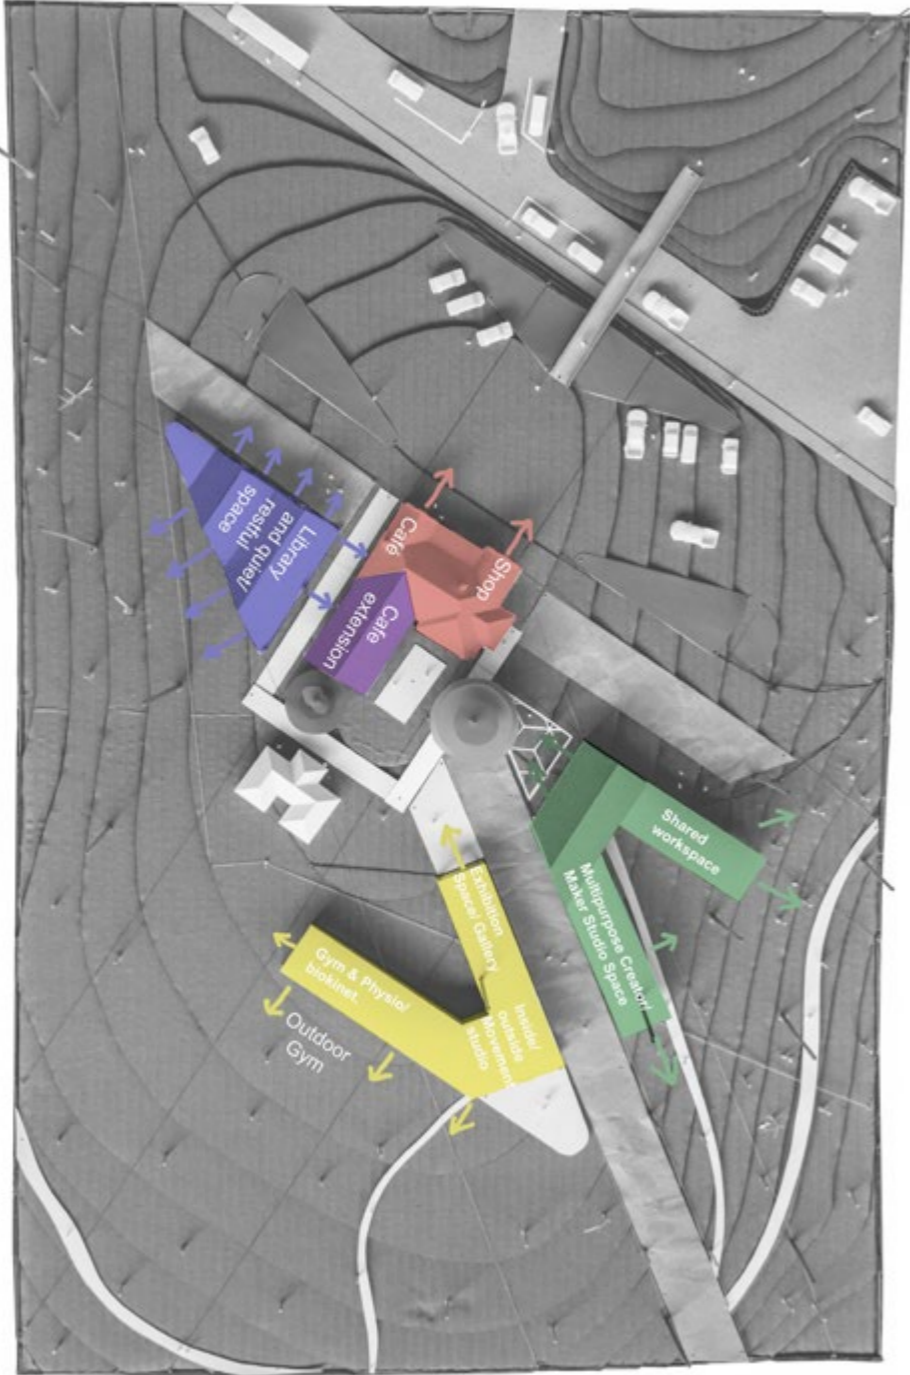 Library
and quiet/
restful
space
Café
Shop
Café
extension
Shared
workspace
Multipurpose Creator/
Maker Studio Space
Exhibition
Space/ Gallery
Inside/
outside
Movement
studio
Gym & Physio/
biokinet.
Outdoor
Gym